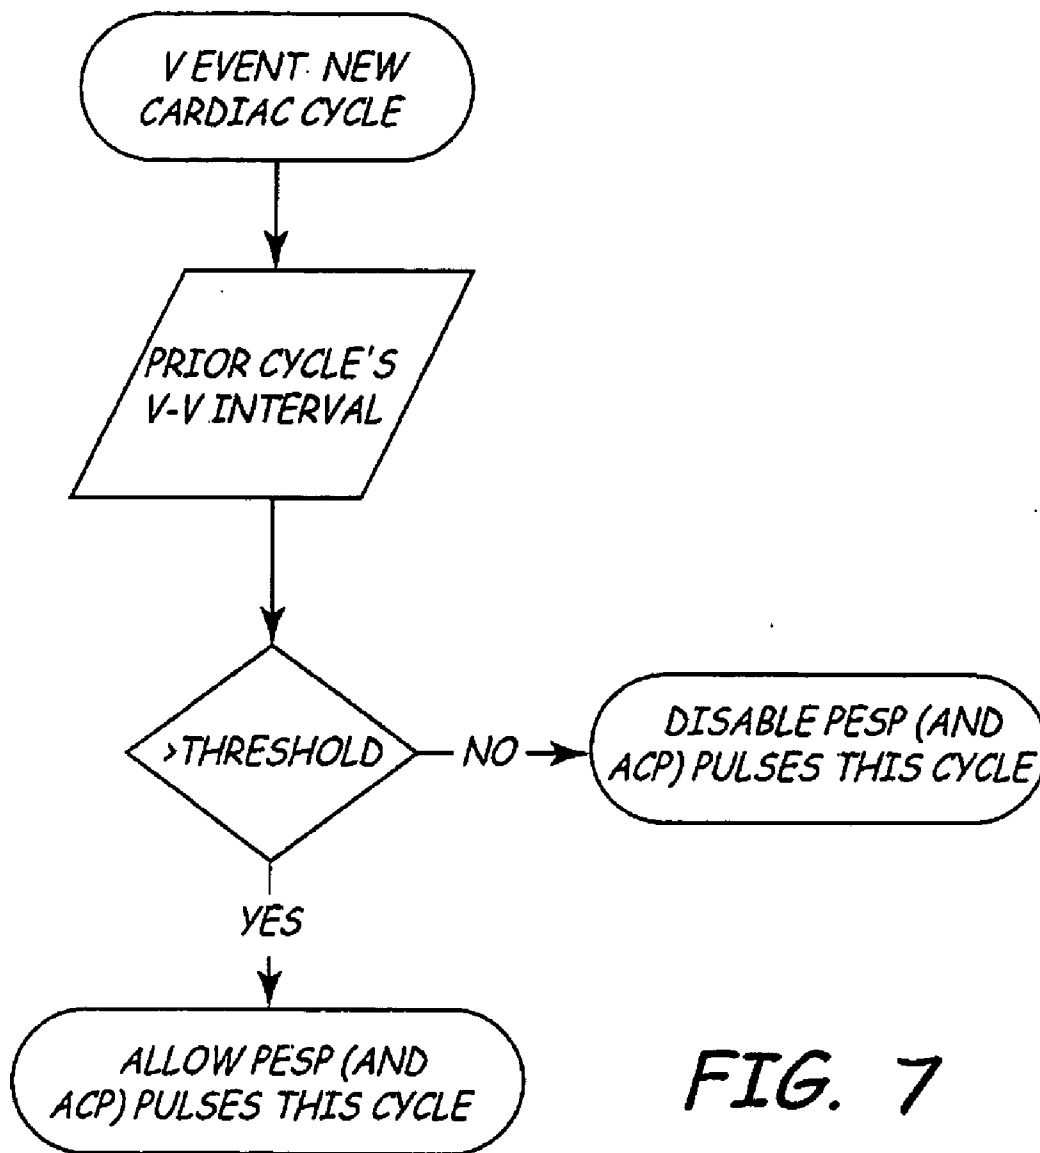 V EVENT: NEW
CARDIAC CYCLE
PRIOR CYCLE'S
V-V INTERVAL
>THRESHOLD
NO
DISABLE PESP (AND
ACP) PULSES THIS CYCLE
YES
ALLOW PESP (AND
ACP) PULSES THIS CYCLE
FIG. 7